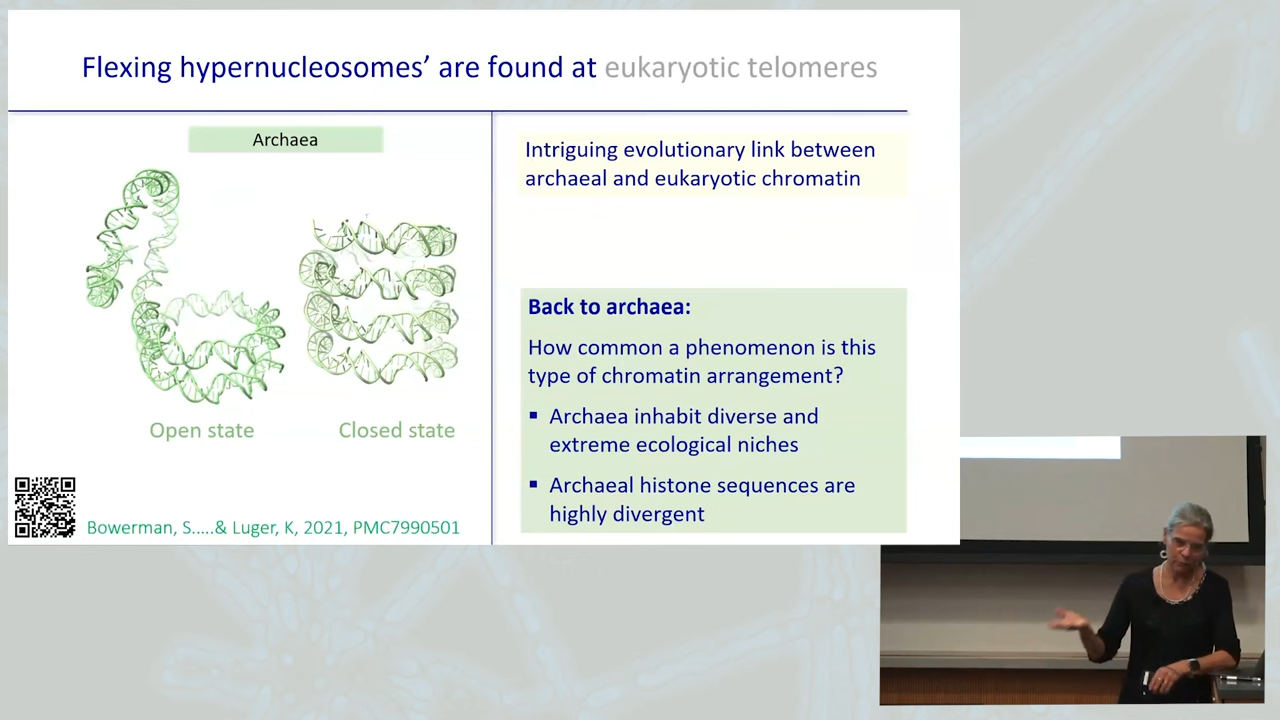 Flexing hypernucleosomes’ are found at eukaryotic telomeres
Archaea
Open state
Closed state
Bowerman, S.....& Luger, K, 2021, PMC7990501
Intriguing evolutionary link between
archaeal and eukaryotic chromatin
Back to archaea:
How common a phenomenon is this
type of chromatin arrangement?
▪ Archaea inhabit diverse and
extreme ecological niches
▪ Archaeal histone sequences are
highly divergent